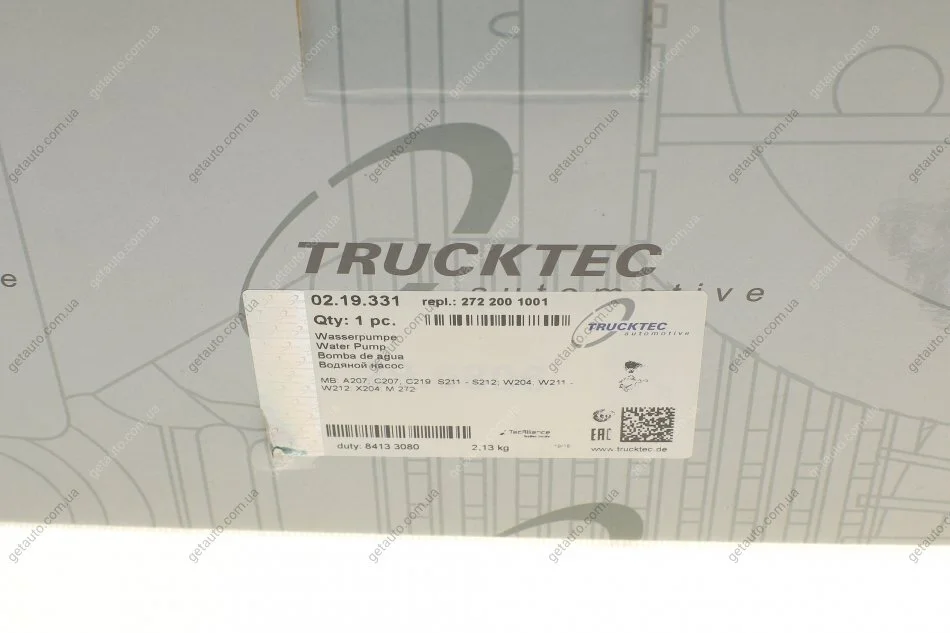 TRUCKTEC
automotive
e
02.19.331 repl.: 272 200 1001
Qty: 1 pc.
TRUCKTEC
automotive
Wasserpumpe
Water Pump
Bomba de agua
Водяной насос
MB: A207; C207; C219 S211 - S212; W204, W211 -
W212 X204 M 272
TecAlliance
EAC
duty: 8413 3080 2,13 kg
www.trucktec.de
getauto.com.ua